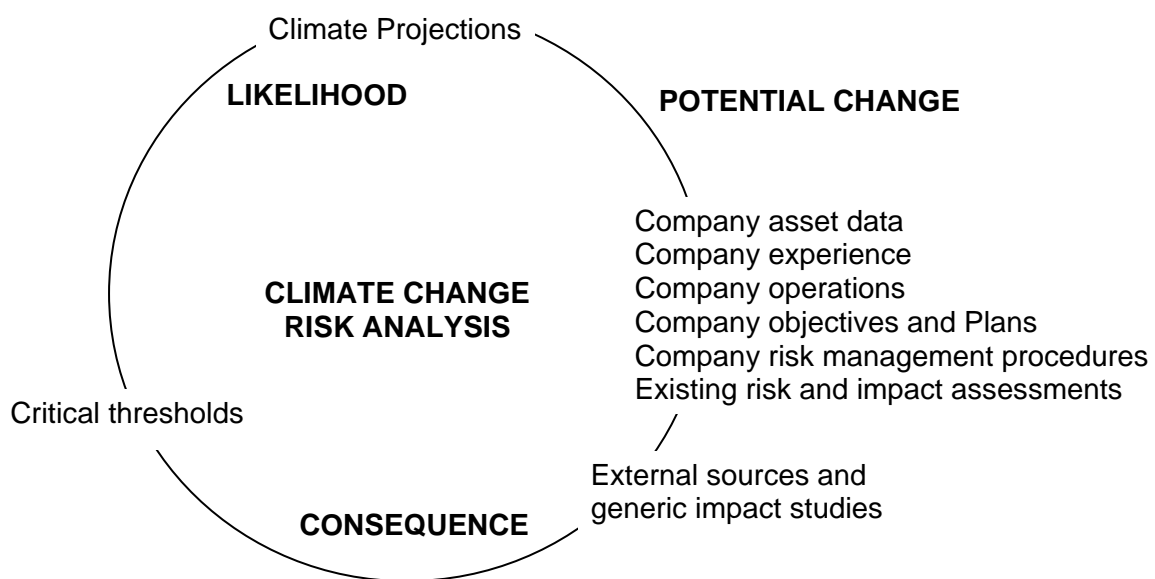 Climate Projections
LIKELIHOOD
POTENTIAL CHANGE
Company asset data
Company experience
Company operations
Company objectives and Plans
Company risk management procedures
Existing risk and impact assessments
CLIMATE CHANGE
RISK ANALYSIS
Critical thresholds
External sources and
generic impact studies
CONSEQUENCE